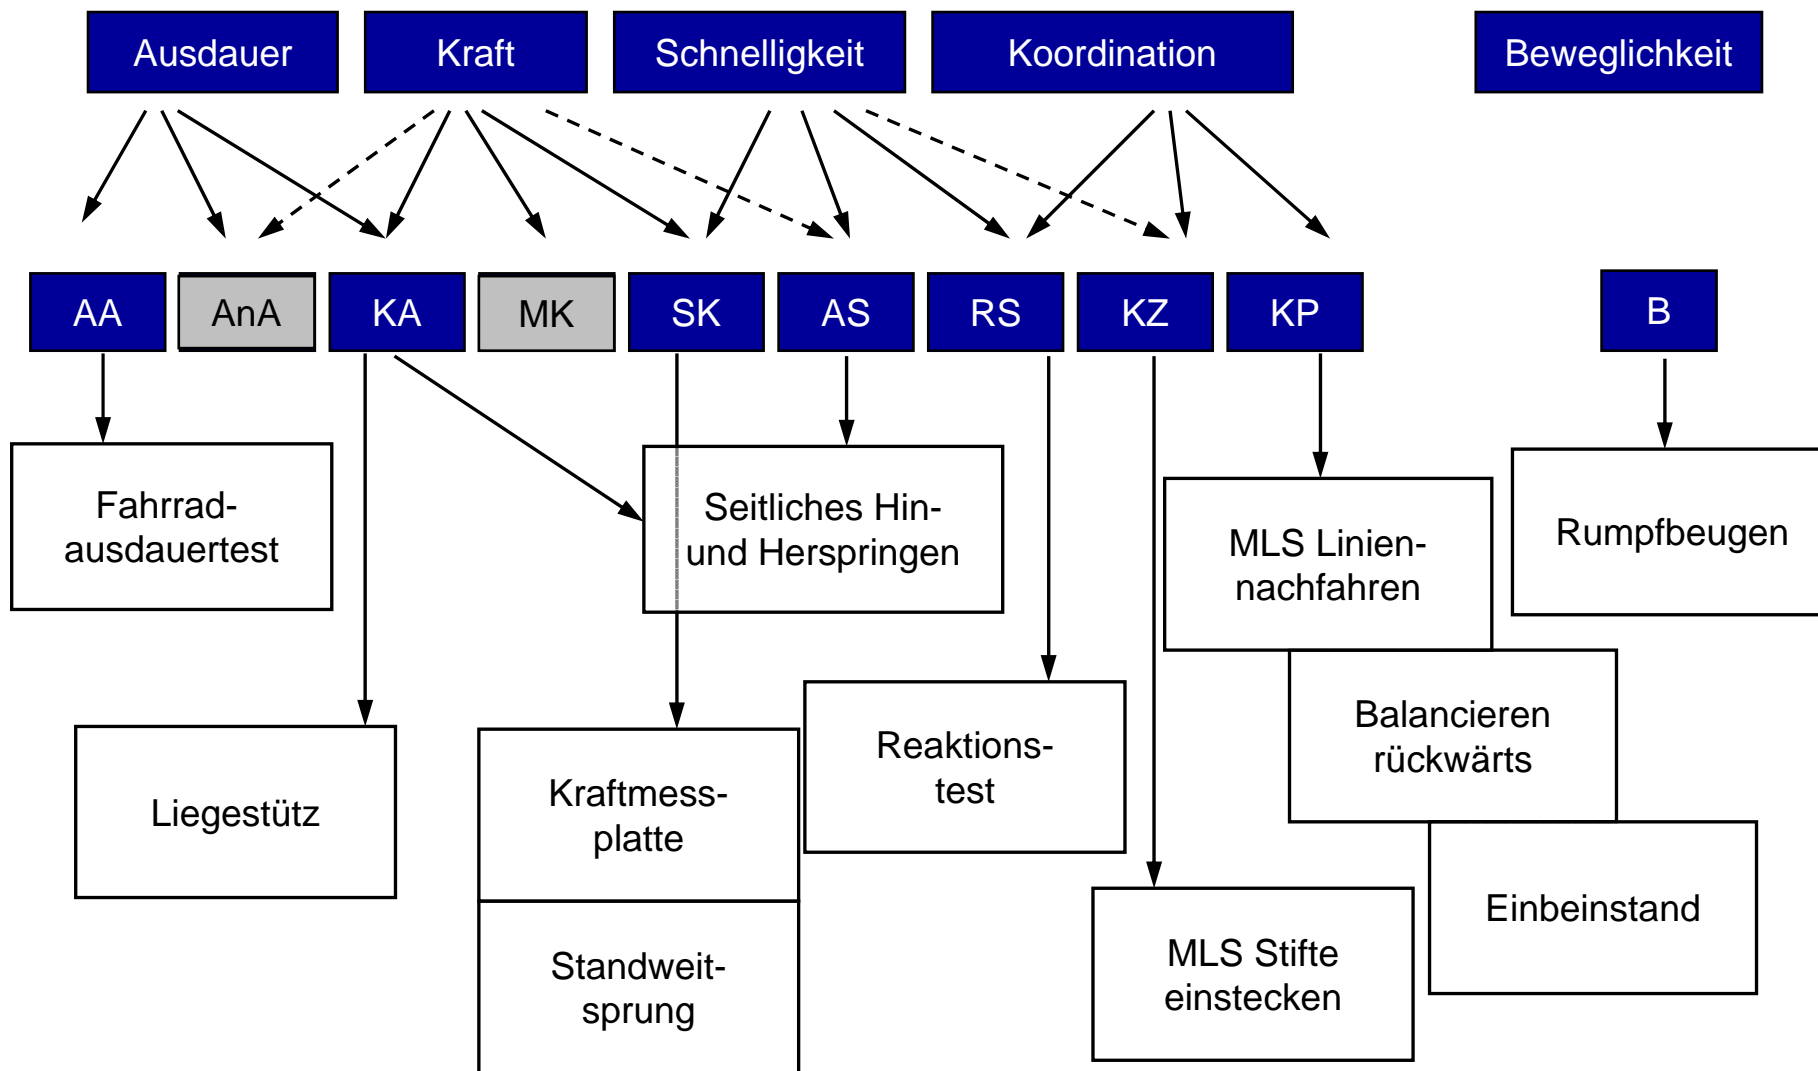 Ausdauer
Kraft
Schnelligkeit
Koordination
Beweglichkeit
AA
AnA
KA
MK
SK
AS
RS
KZ
KP
B
Fahrrad-
ausdauertest
Seitliches Hin-
und Herspringen
MLS Linien-
nachfahren
Rumpfbeugen
Liegestütz
Kraftmess-
platte
Reaktions-
test
Balancieren
rückwärts
Standweit-
sprung
MLS Stifte
einstecken
Einbeinstand